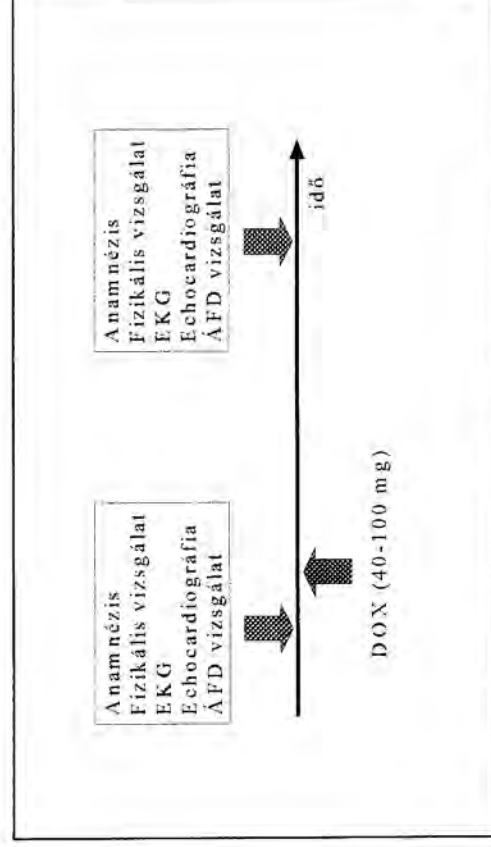 Anamnézis
Fizikális vizsgálat
EKG
Echocardiográfia
ÁFD vizsgálat
Anamnézis
Fizikális vizsgálat
EKG
Echocardiográfia
ÁFD vizsgálat
idő
DOX (40-100 mg)